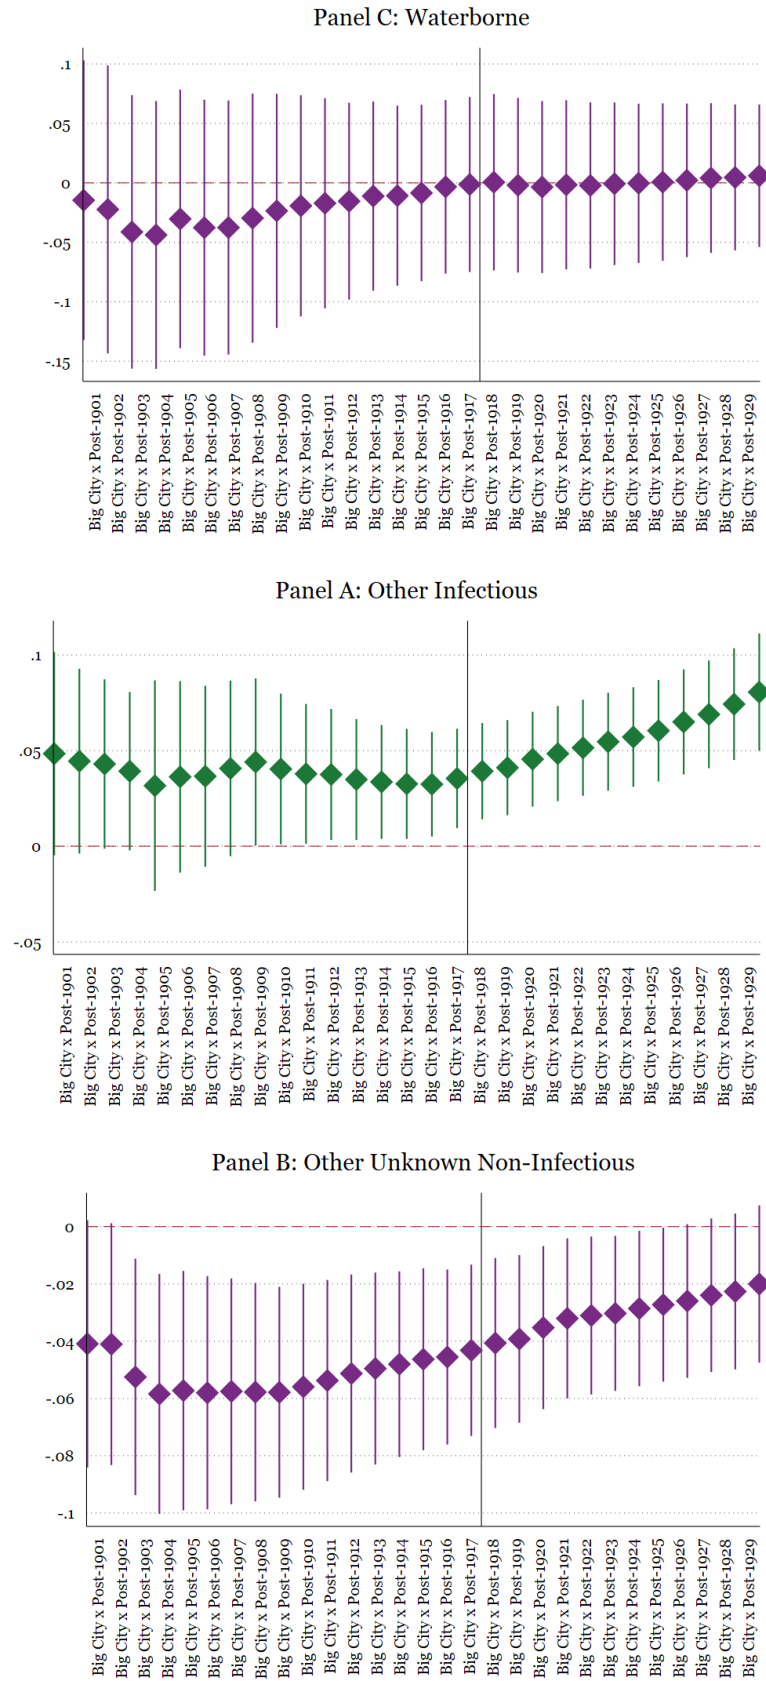 Panel C: Waterborne
.1
.05
0
-.05
-.1
-.15
Big City x Post-1901
Big City x Post-1902
Big City x Post-1903
Big City x Post-1904
Big City x Post-1905
Big City x Post-1906
Big City x Post-1907
Big City x Post-1908
Big City x Post-1909
Big City x Post-1910
Big City x Post-1911
Big City x Post-1912
Big City x Post-1913
Big City x Post-1914
Big City x Post-1915
Big City x Post-1916
Big City x Post-1917
Big City x Post-1918
Big City x Post-1919
Big City x Post-1920
Big City x Post-1921
Big City x Post-1922
Big City x Post-1923
Big City x Post-1924
Big City x Post-1925
Big City x Post-1926
Big City x Post-1927
Big City x Post-1928
Big City x Post-1929
Panel A: Other Infectious
.1
.05
0
-.05
Big City x Post-1901
Big City x Post-1902
Big City x Post-1903
Big City x Post-1904
Big City x Post-1905
Big City x Post-1906
Big City x Post-1907
Big City x Post-1908
Big City x Post-1909
Big City x Post-1910
Big City x Post-1911
Big City x Post-1912
Big City x Post-1913
Big City x Post-1914
Big City x Post-1915
Big City x Post-1916
Big City x Post-1917
Big City x Post-1918
Big City x Post-1919
Big City x Post-1920
Big City x Post-1921
Big City x Post-1922
Big City x Post-1923
Big City x Post-1924
Big City x Post-1925
Big City x Post-1926
Big City x Post-1927
Big City x Post-1928
Big City x Post-1929
Panel B: Other Unknown Non-Infectious
0
-.02
-.04
-.06
-.08
-.1
Big City x Post-1901
Big City x Post-1902
Big City x Post-1903
Big City x Post-1904
Big City x Post-1905
Big City x Post-1906
Big City x Post-1907
Big City x Post-1908
Big City x Post-1909
Big City x Post-1910
Big City x Post-1911
Big City x Post-1912
Big City x Post-1913
Big City x Post-1914
Big City x Post-1915
Big City x Post-1916
Big City x Post-1917
Big City x Post-1918
Big City x Post-1919
Big City x Post-1920
Big City x Post-1921
Big City x Post-1922
Big City x Post-1923
Big City x Post-1924
Big City x Post-1925
Big City x Post-1926
Big City x Post-1927
Big City x Post-1928
Big City x Post-1929